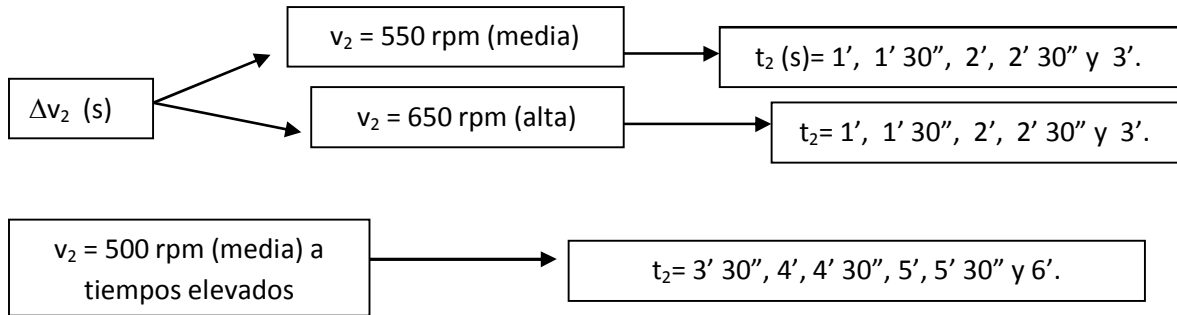 v₂ = 550 rpm (media)
t₂ (s)= 1’, 1’ 30”, 2’, 2’ 30” y 3’.
Δv₂ (s)
v₂ = 650 rpm (alta)
t₂= 1’, 1’ 30”, 2’, 2’ 30” y 3’.
v₂ = 500 rpm (media) a
tiempos elevados
t₂= 3’ 30”, 4’, 4’ 30”, 5’, 5’ 30” y 6’.